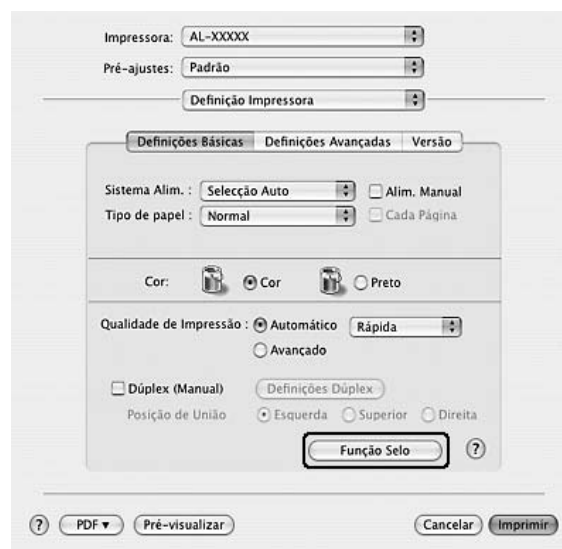 Impressora: AL-XXXXX
Pré-ajustes: Padrão
Definição Impressora
Definições Básicas Definições Avançadas Versão
Sistema Alim. : Selecção Auto Alim. Manual
Tipo de papel : Normal Cada Página
Cor: Cor Preto
Qualidade de Impressão : Automático Rápida
Avançado
Dúplex (Manual) Definições Dúplex
Posição de União Esquerda Superior Direita
Função Selo ?
? PDF ▼ Pré-visualizar Cancelar Imprimir